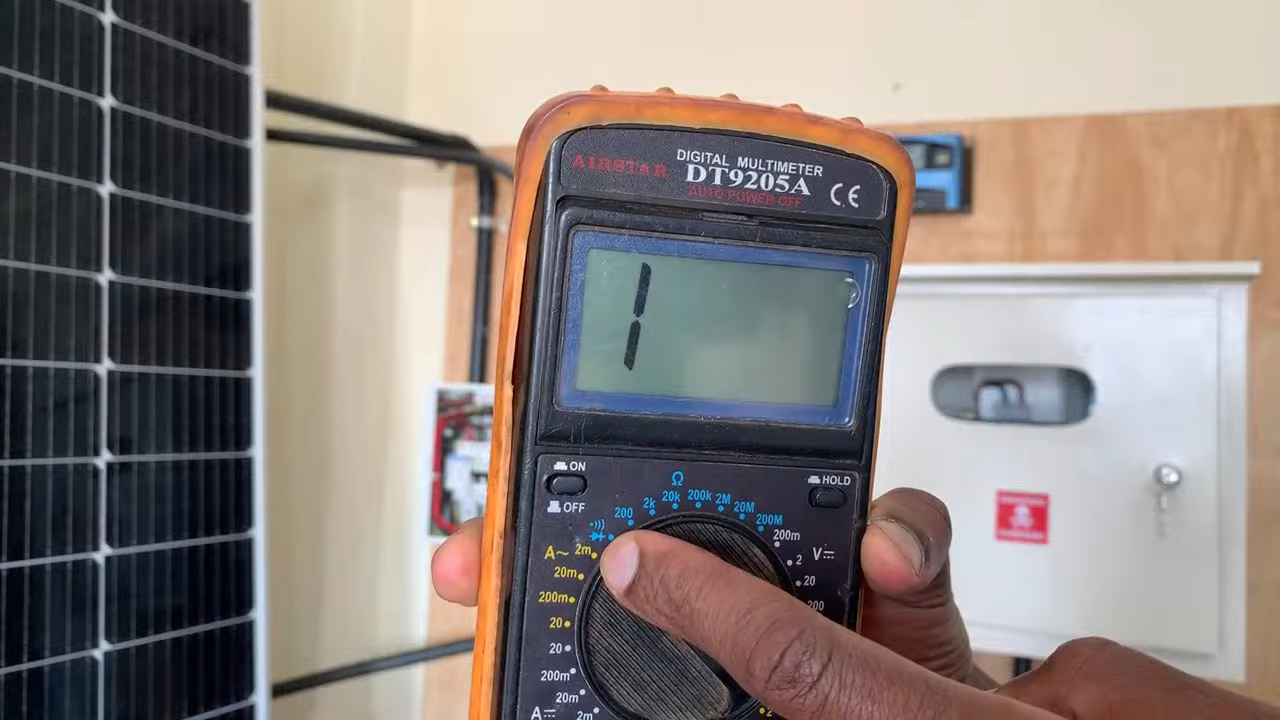 AIRSTAR
DIGITAL MULTIMETER
DT9205A
AUTO POWER OFF
CE
1
ON
OFF
HOLD
Ω
200
2k
20k
200k
2M
20M
200M
A~
2m
20m
200m
20
20
200m
20m
2m
A⎓
200m
2
20
200
V⎓
2